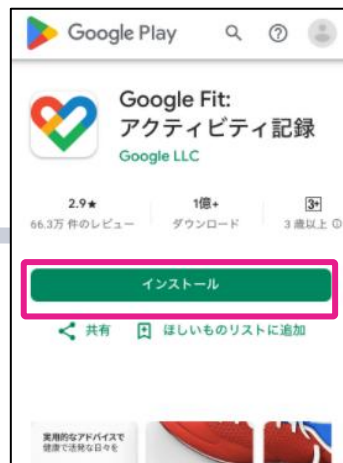 Google Play
Google Fit:
アクティビティ記録
Google LLC
2.9★
66.3万 件のレビュー
1億+
ダウンロード
3+
3 歳以上
インストール
共有
ほしいものリストに追加
実用的なアドバイスで
健康で活発な日々を